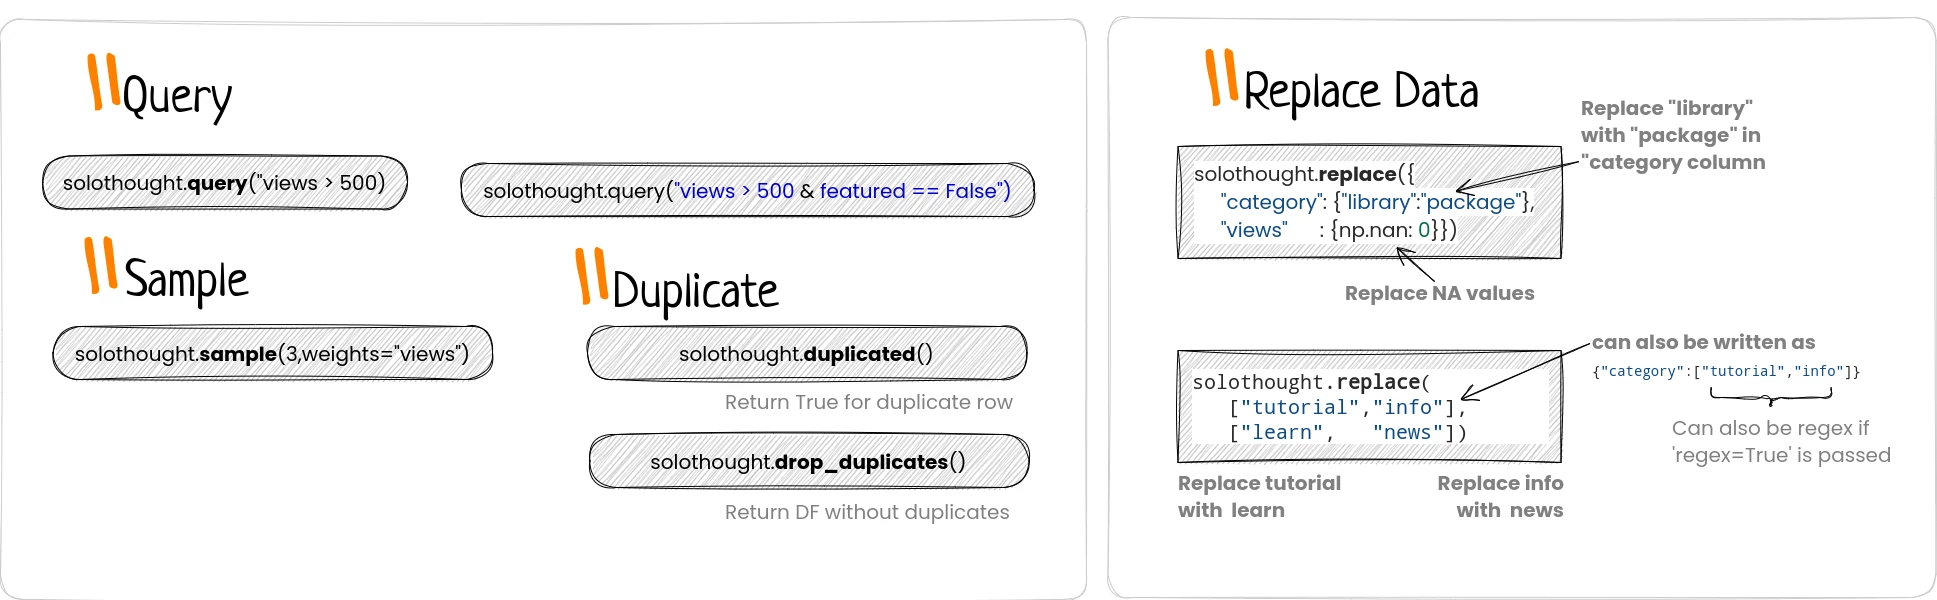 Query
solothought.query("views > 500)
solothought.query("views > 500 & featured == False")
Sample
solothought.sample(3,weights="views")
Duplicate
solothought.duplicated()
Return True for duplicate row
solothought.drop_duplicates()
Return DF without duplicates
Replace Data
Replace "library"
with "package" in
"category column
solothought.replace({
"category": {"library":"package"},
"views" : {np.nan: 0}})
Replace NA values
can also be written as
{"category":["tutorial","info"]}
Can also be regex if
'regex=True' is passed
solothought.replace(
["tutorial","info"],
["learn", "news"])
Replace tutorial
with learn
Replace info
with news